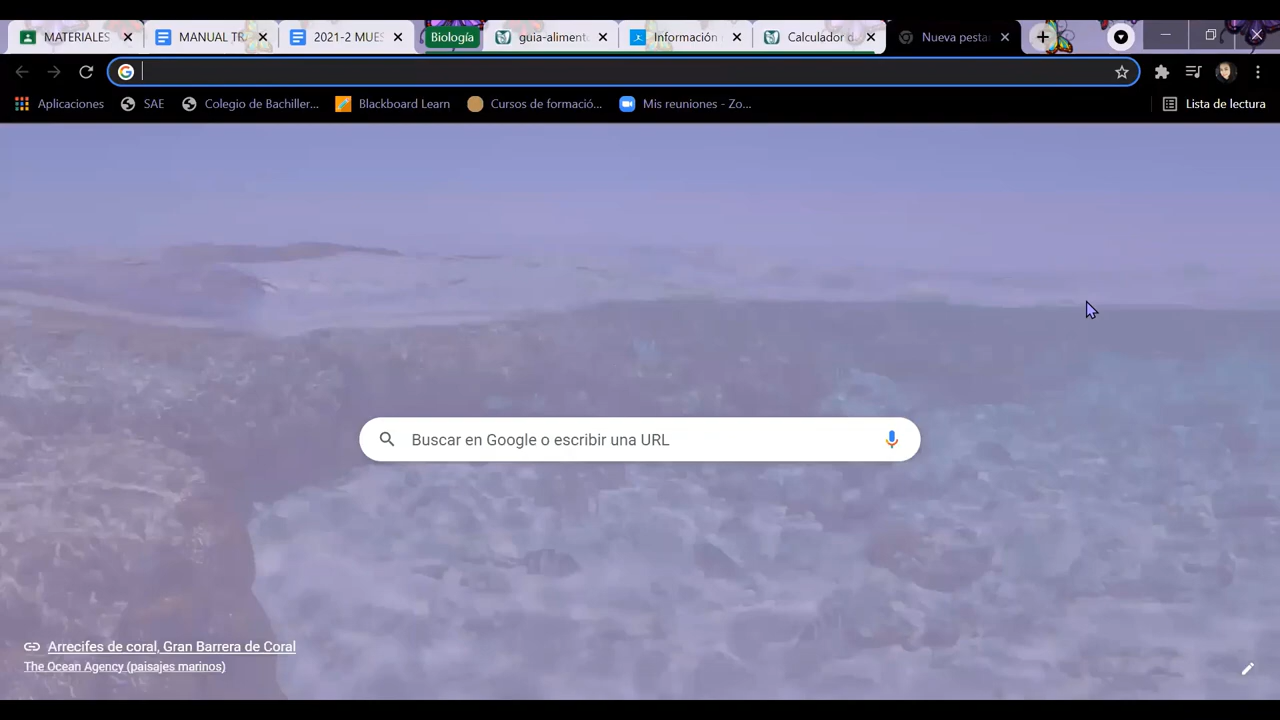 MATERIALES
MANUAL TR
2021-2 MUES
Biología
guia-aliment
Información
Calculador d
Nueva pesta
Aplicaciones
SAE
Colegio de Bachiller...
Blackboard Learn
Cursos de formació...
Mis reuniones - Zo...
Lista de lectura
Buscar en Google o escribir una URL
Arrecifes de coral, Gran Barrera de Coral
The Ocean Agency (paisajes marinos)